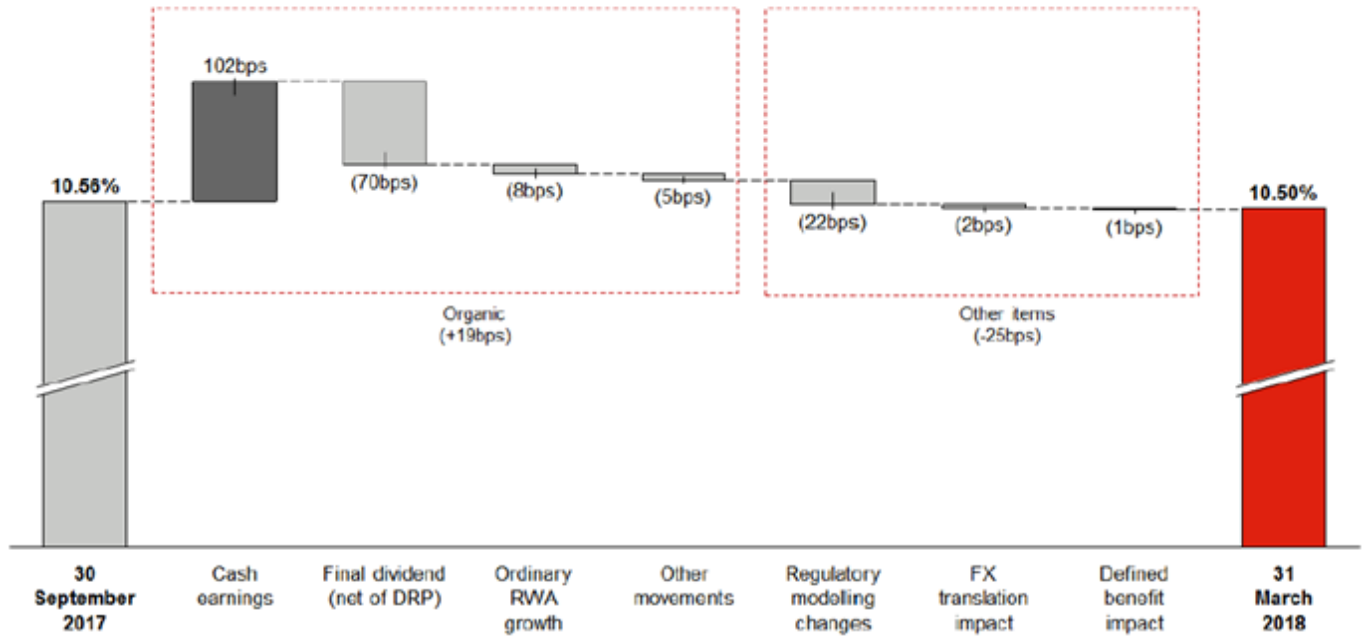 102bps
10.56%
(70bps)
(8bps)
(5bps)
(22bps)
(2bps)
(1bps)
10.50%
Organic
(+19bps)
Other items
(-25bps)
30
September
2017
Cash
earnings
Final dividend
(net of DRP)
Ordinary
RWA
growth
Other
movements
Regulatory
modelling
changes
FX
translation
impact
Defined
benefit
impact
31
March
2018